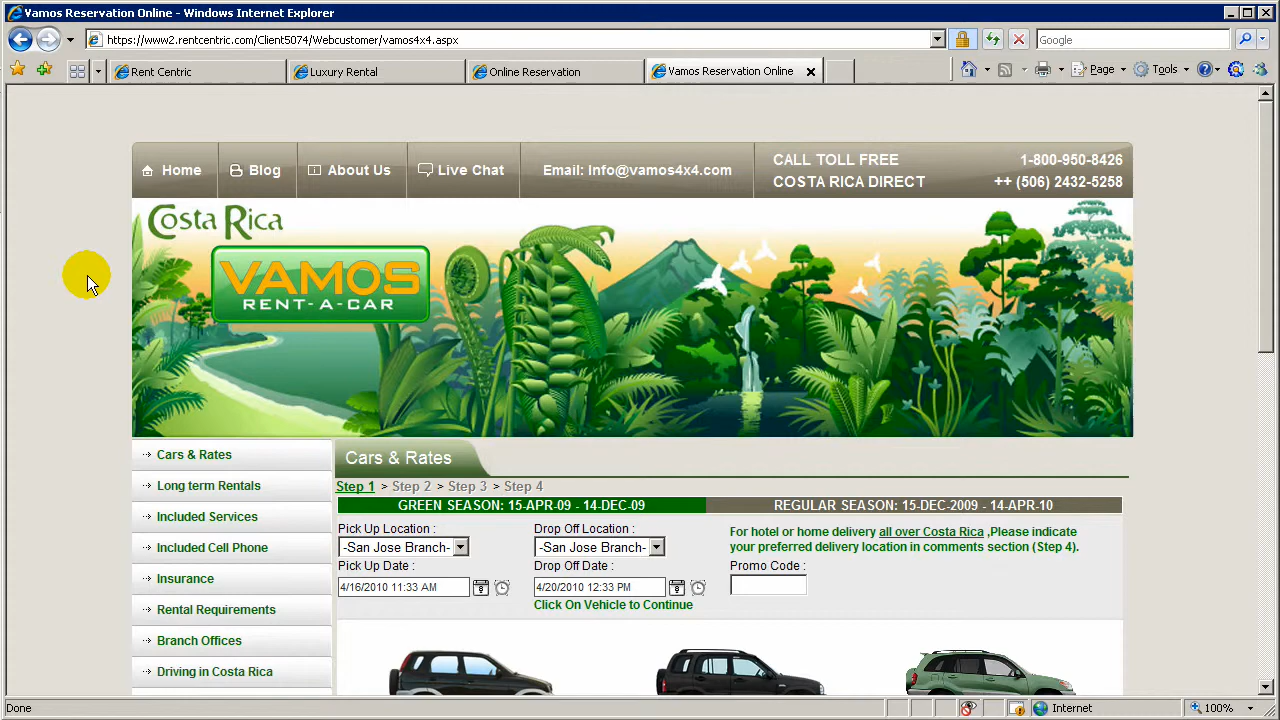 Vamos Reservation Online - Windows Internet Explorer
https://www2.rentcentric.com/Client5074/Webcustomer/vamos4x4.aspx
Google
Rent Centric
Luxury Rental
Online Reservation
Vamos Reservation Online
Page
Tools
Home
Blog
About Us
Live Chat
Email: Info@vamos4x4.com
CALL TOLL FREE 1-800-950-8426
COSTA RICA DIRECT ++ (506) 2432-5258
Costa Rica
VAMOS
RENT-A-CAR
Cars & Rates
Long term Rentals
Included Services
Included Cell Phone
Insurance
Rental Requirements
Branch Offices
Driving in Costa Rica
Cars & Rates
Step 1 > Step 2 > Step 3 > Step 4
GREEN SEASON: 15-APR-09 - 14-DEC-09
REGULAR SEASON: 15-DEC-2009 - 14-APR-10
Pick Up Location :
-San Jose Branch-
Pick Up Date :
4/16/2010 11:33 AM
Drop Off Location :
-San Jose Branch-
Drop Off Date :
4/20/2010 12:33 PM
Click On Vehicle to Continue
For hotel or home delivery all over Costa Rica ,Please indicate
your preferred delivery location in comments section (Step 4).
Promo Code :
Done
Internet
100%